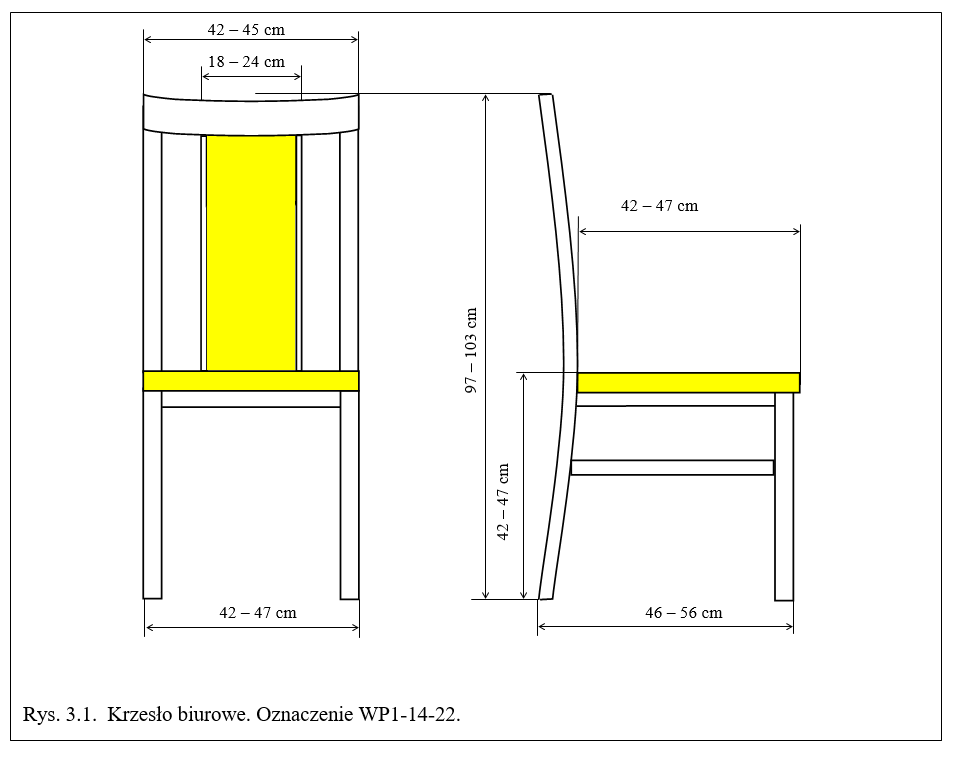 42 – 45 cm
18 – 24 cm
42 – 47 cm
97 – 103 cm
42 – 47 cm
42 – 47 cm
46 – 56 cm
Rys. 3.1.  Krzesło biurowe. Oznaczenie WP1-14-22.